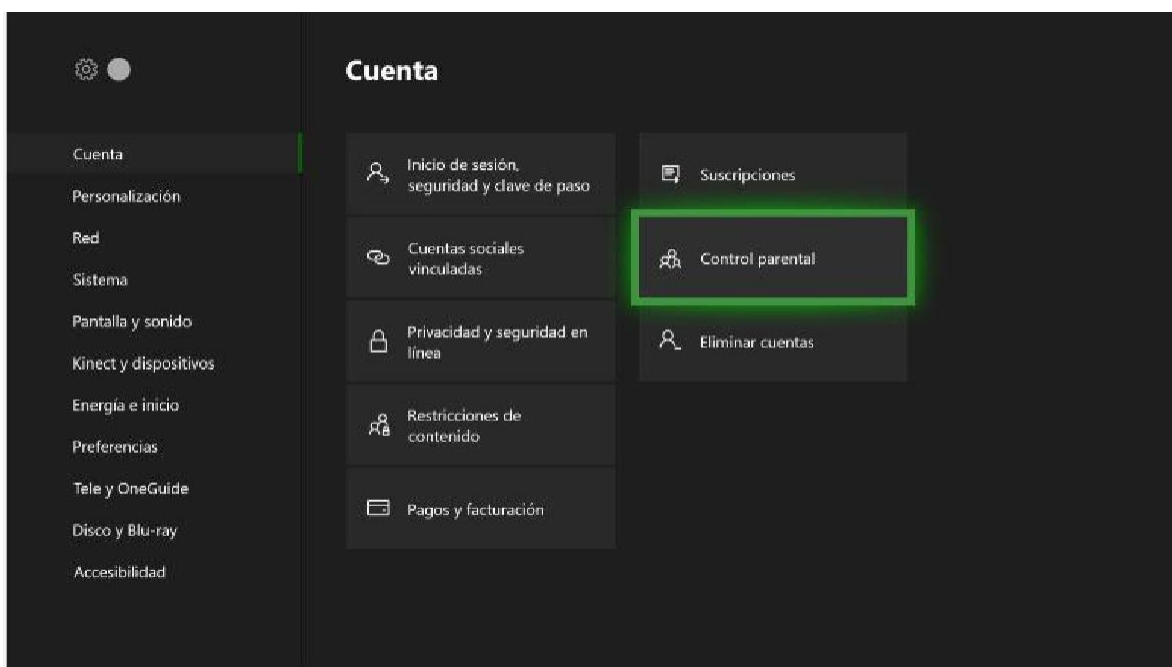 Cuenta
Cuenta
Personalización
Red
Sistema
Pantalla y sonido
Kinect y dispositivos
Energía e inicio
Preferencias
Tele y OneGuide
Disco y Blu-ray
Accesibilidad
Inicio de sesión,
seguridad y clave de paso
Cuentas sociales
vinculadas
Privacidad y seguridad en
línea
Restricciones de
contenido
Pagos y facturación
Suscripciones
Control parental
Eliminar cuentas